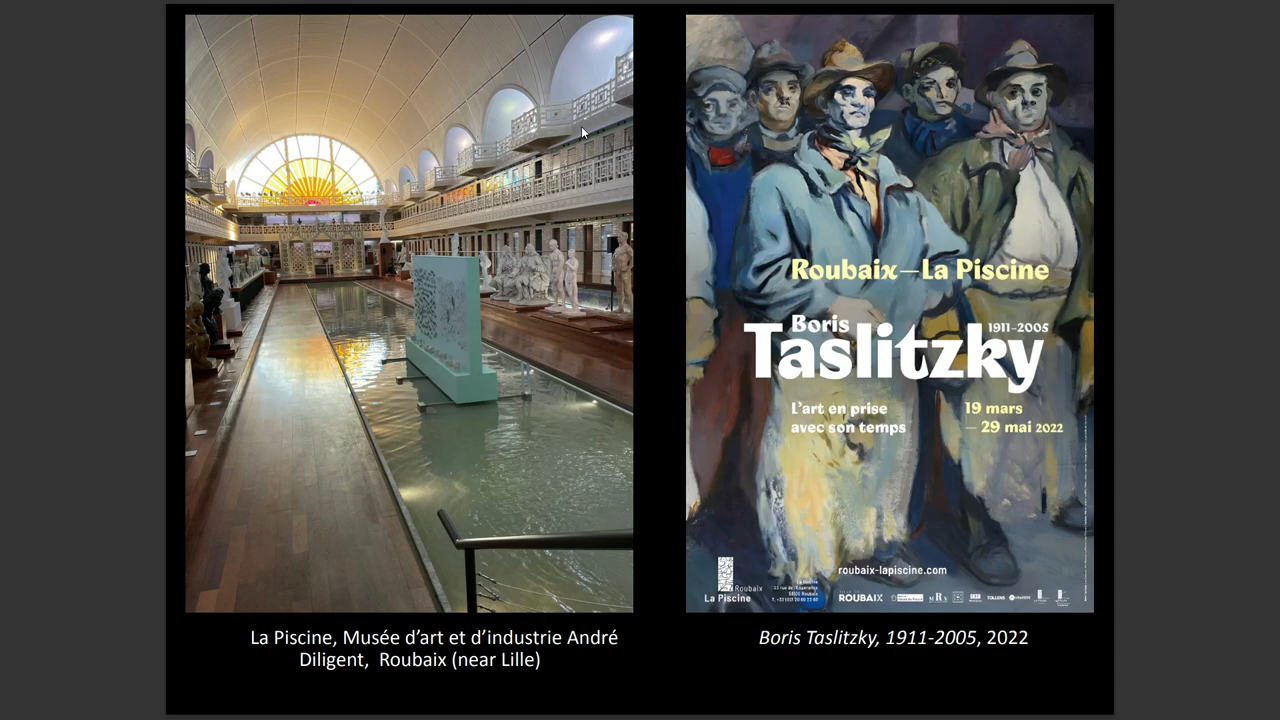 La Piscine, Musée d'art et d'industrie André
Diligent,  Roubaix (near Lille)
Roubaix—La Piscine
Boris
1911-2005
Taslitzky
L'art en prise
avec son temps
19 mars
— 29 mai 2022
roubaix-lapiscine.com
Roubaix
La Piscine
ROUBAIX
Boris Taslitzky, 1911-2005, 2022